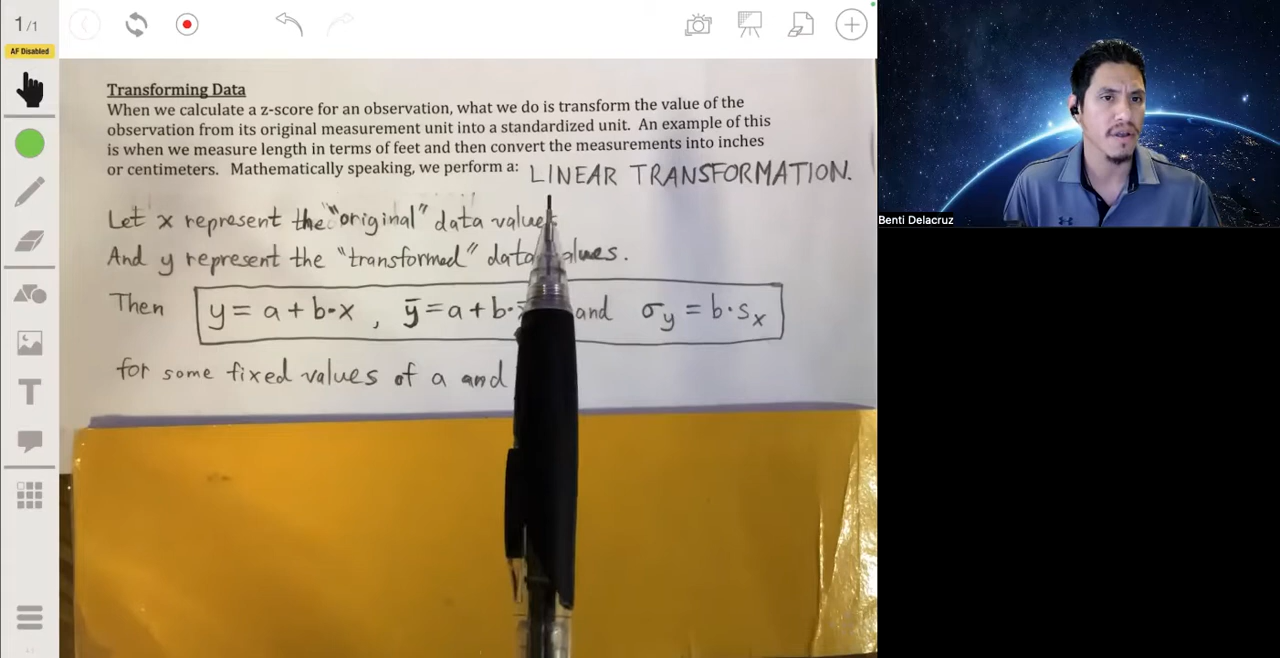 1/1
AF Disabled
Transforming Data
When we calculate a z-score for an observation, what we do is transform the value of the
observation from its original measurement unit into a standardized unit. An example of this
is when we measure length in terms of feet and then convert the measurements into inches
or centimeters. Mathematically speaking, we perform a: LINEAR TRANSFORMATION.
Let x represent the "original" data values
And y represent the "transformed" data values.
Then y = a + b·x , ȳ = a + b· and σy = b·sx
for some fixed values of a and
Benti Delacruz
T